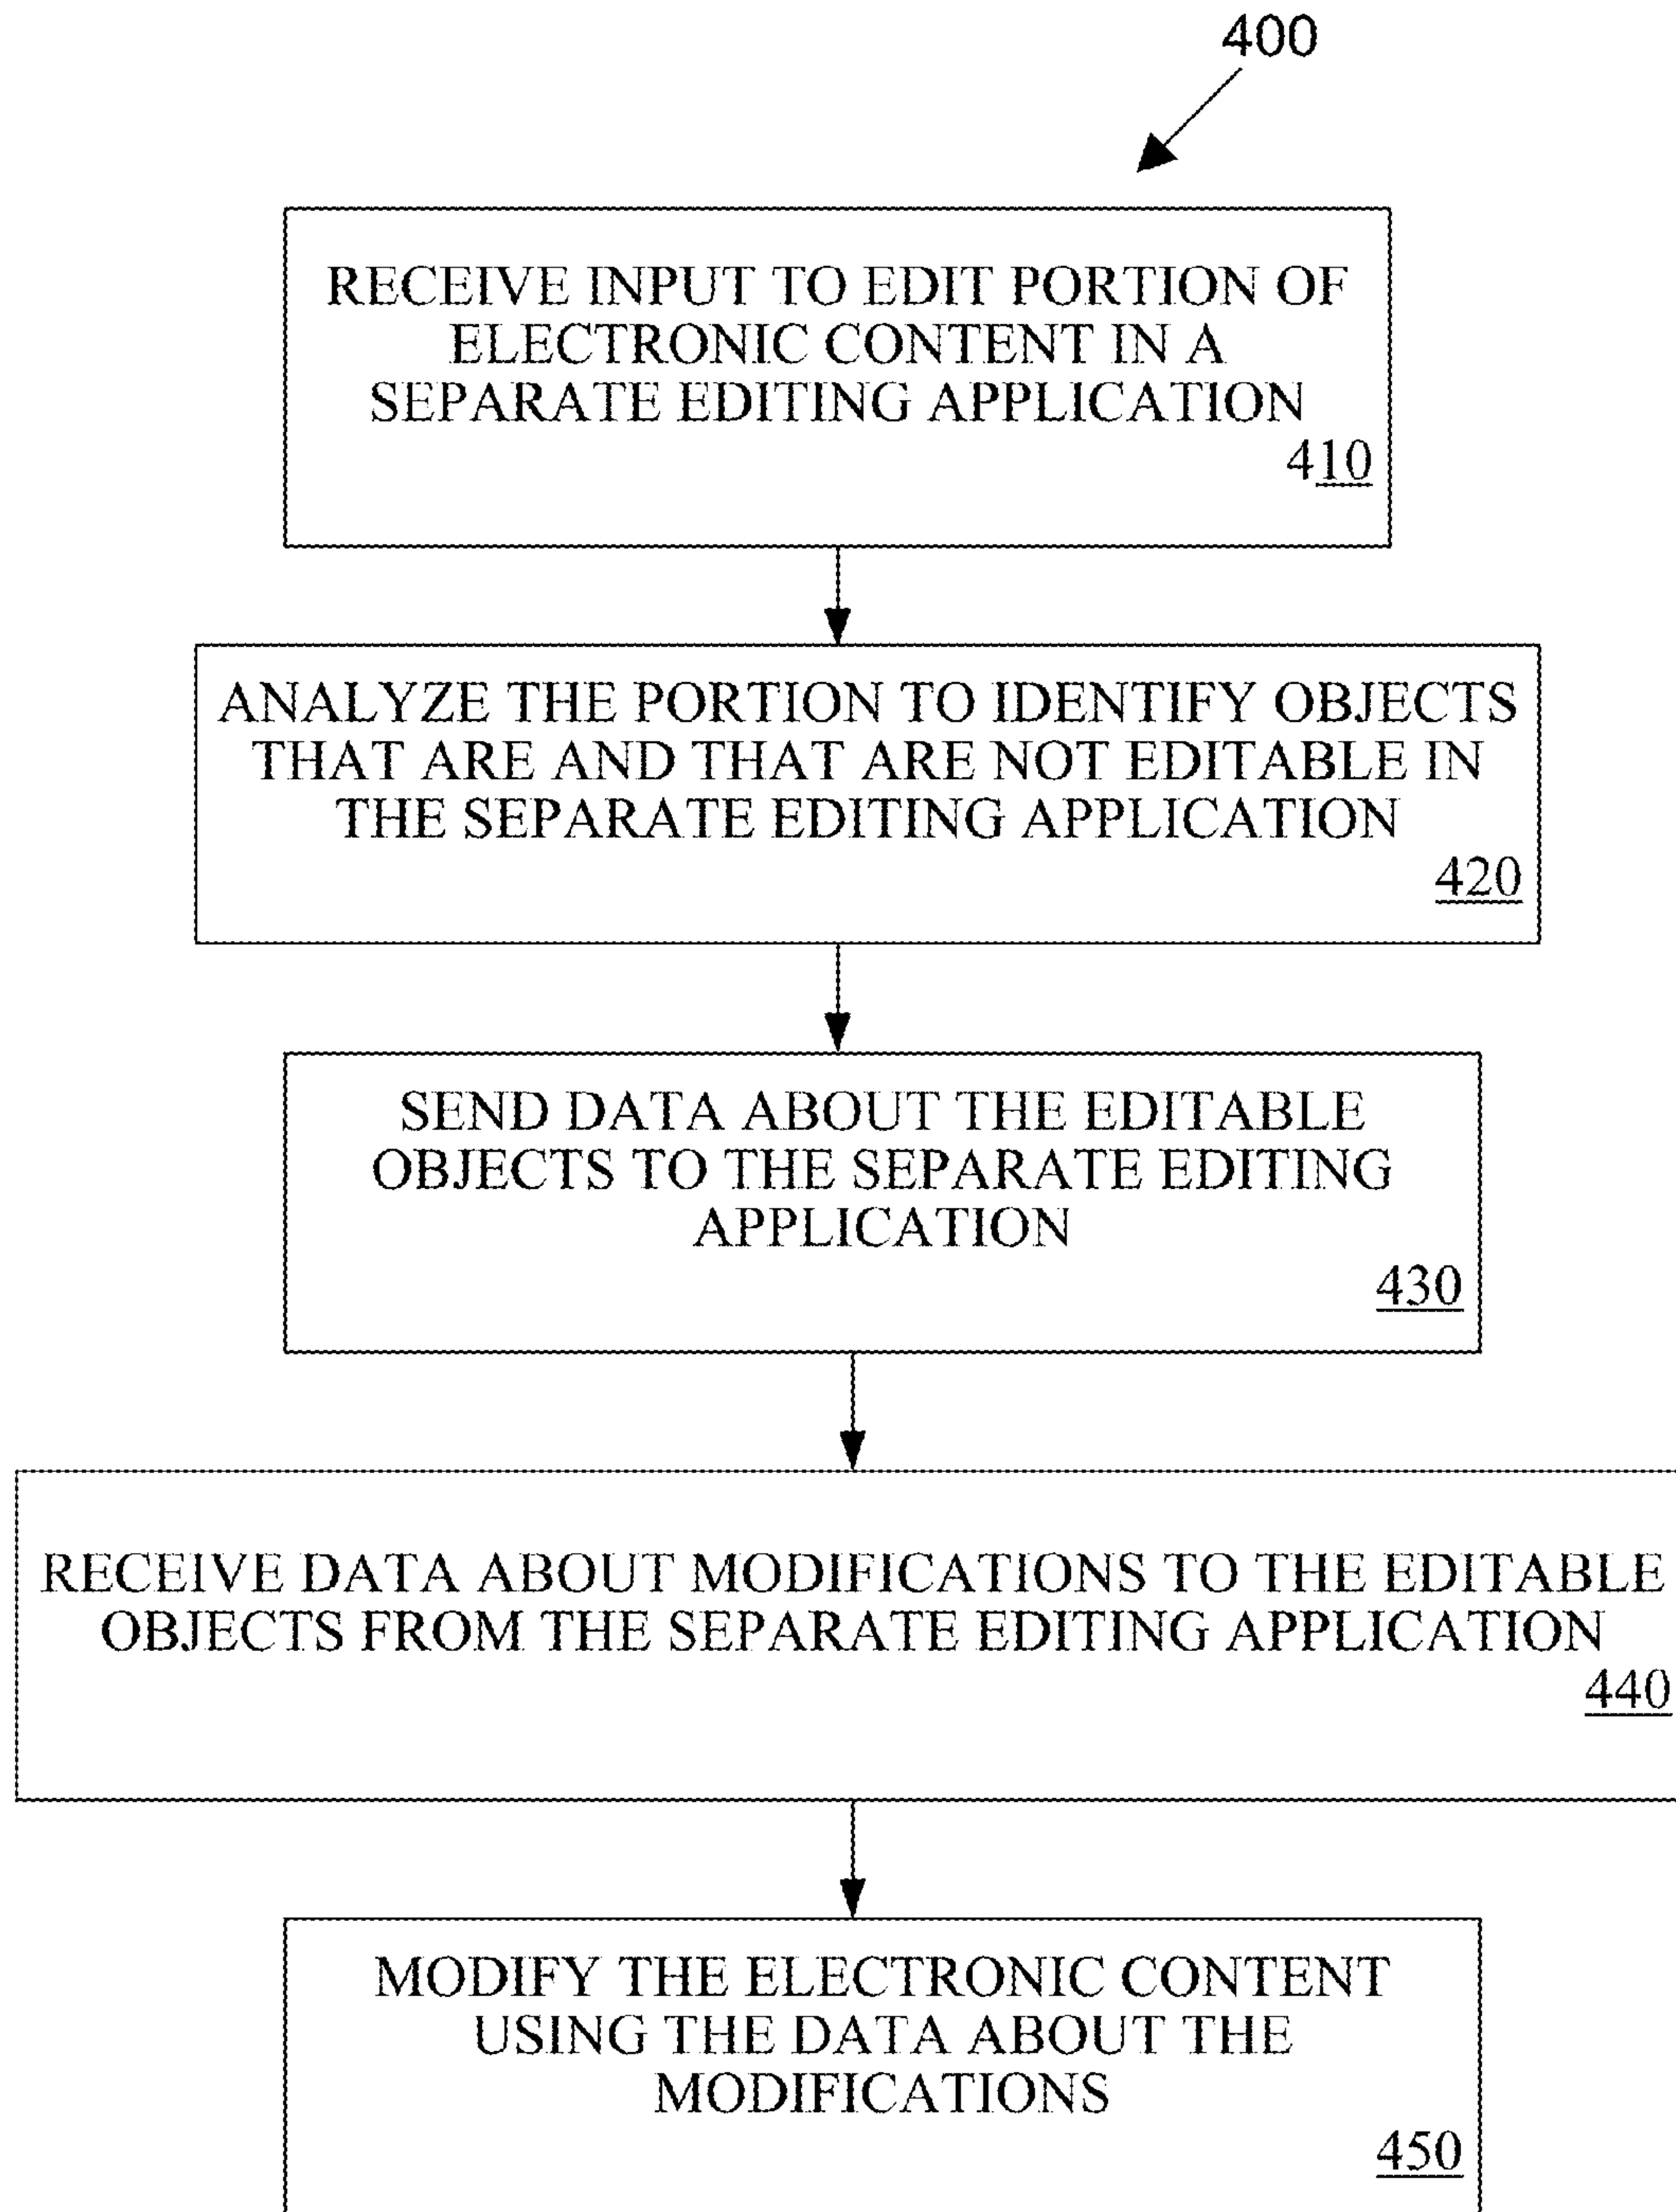 400
RECEIVE INPUT TO EDIT PORTION OF
ELECTRONIC CONTENT IN A
SEPARATE EDITING APPLICATION
410
ANALYZE THE PORTION TO IDENTIFY OBJECTS
THAT ARE AND THAT ARE NOT EDITABLE IN
THE SEPARATE EDITING APPLICATION
420
SEND DATA ABOUT THE EDITABLE
OBJECTS TO THE SEPARATE EDITING
APPLICATION
430
RECEIVE DATA ABOUT MODIFICATIONS TO THE EDITABLE
OBJECTS FROM THE SEPARATE EDITING APPLICATION
440
MODIFY THE ELECTRONIC CONTENT
USING THE DATA ABOUT THE
MODIFICATIONS
450